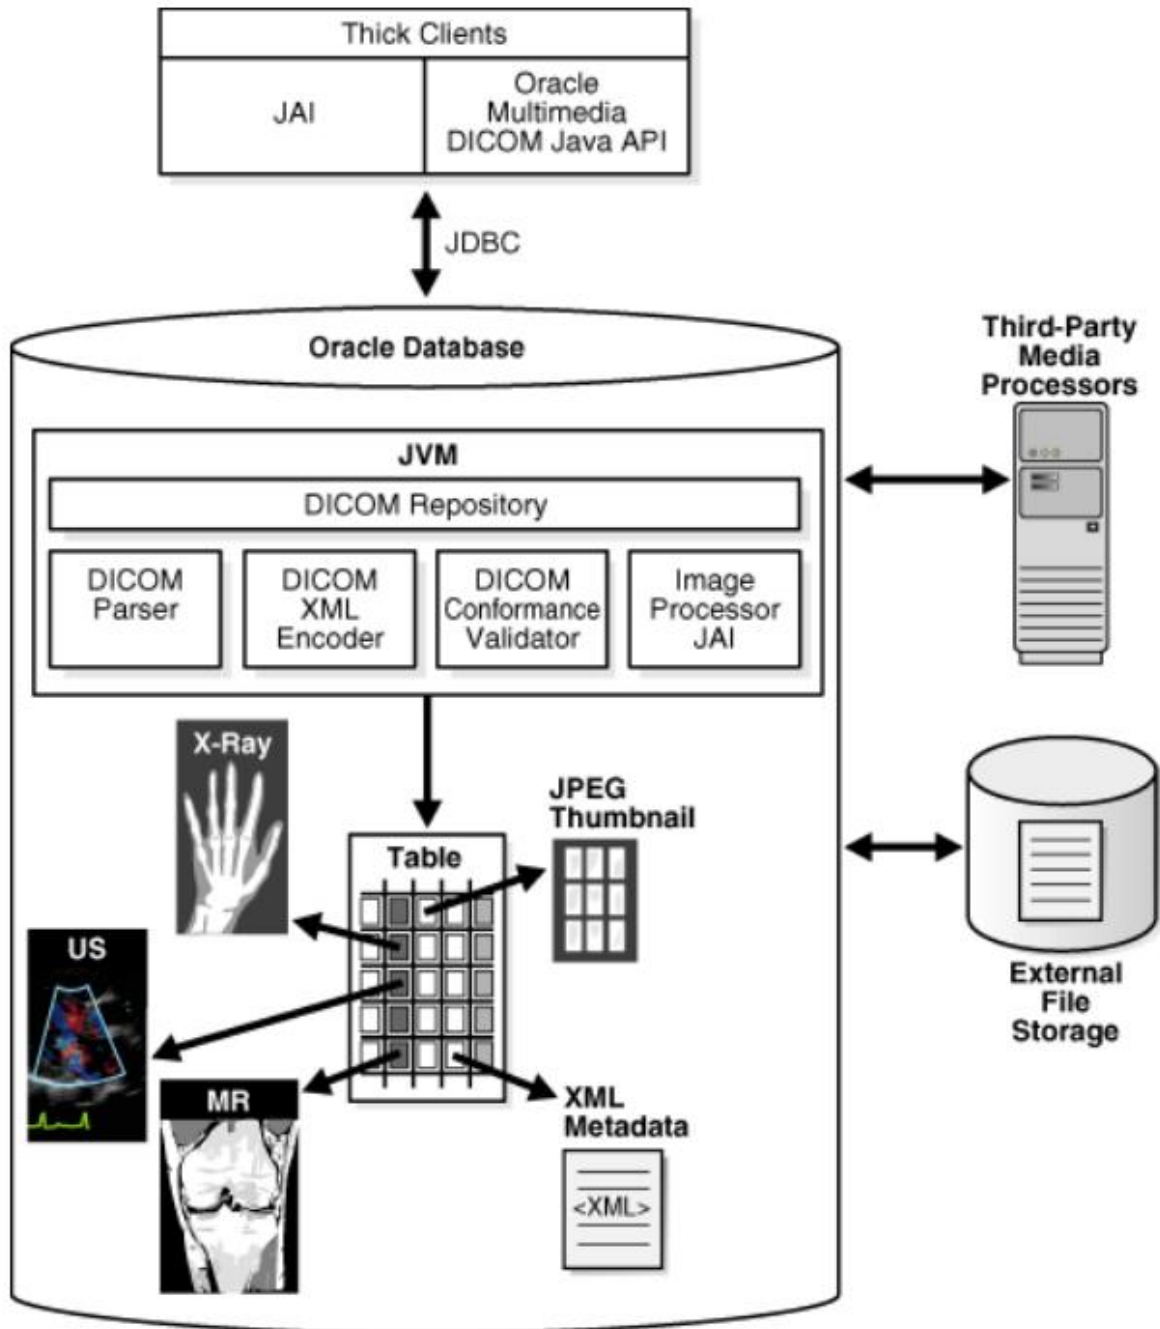 Thick Clients
JAI
Oracle
Multimedia
DICOM Java API
JDBC
Oracle Database
Third-Party
Media
Processors
JVM
DICOM Repository
DICOM
Parser
DICOM
XML
Encoder
DICOM
Conformance
Validator
Image
Processor
JAI
X-Ray
JPEG
Thumbnail
Table
US
External
File
Storage
MR
XML
Metadata
<XML>